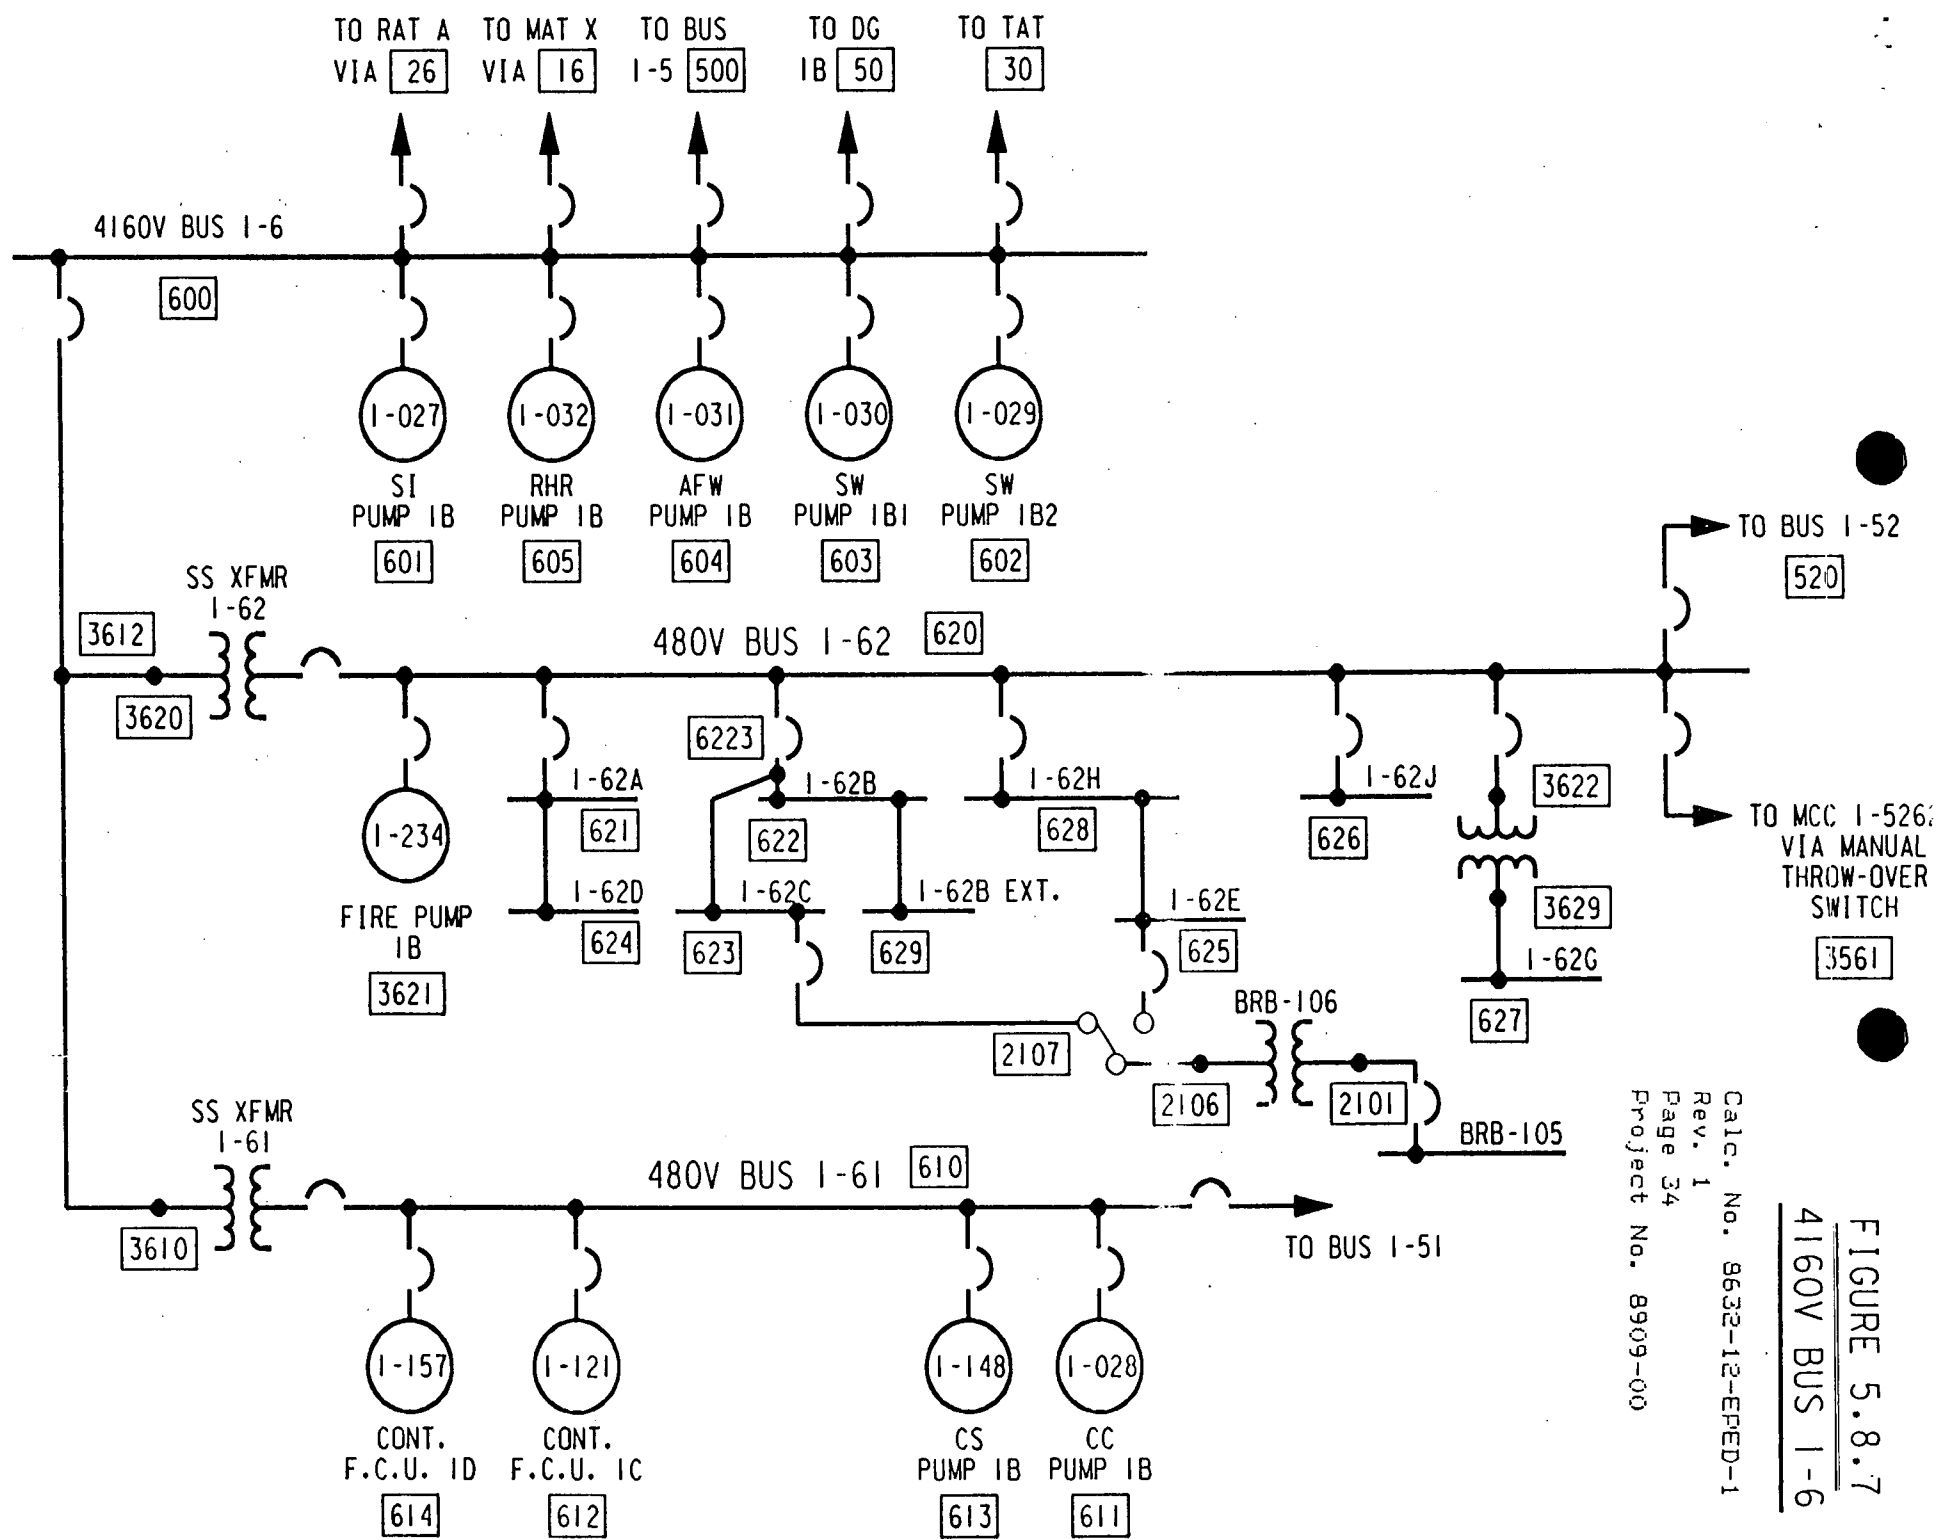 TO RAT A
VIA 26
TO MAT X
VIA 16
TO BUS
1-5 500
TO DG
1B 50
TO TAT
30
4160V BUS 1-6
600
1-027
1-032
1-031
1-030
1-029
SI
PUMP 1B
601
RHR
PUMP 1B
605
AFW
PUMP 1B
604
SW
PUMP 1B1
603
SW
PUMP 1B2
602
TO BUS 1-52
520
SS XFMR
1-62
3612
3620
480V BUS 1-62
620
6223
1-62A
621
1-62B
622
1-62H
628
1-62J
626
3622
3629
TO MCC 1-5262
VIA MANUAL
THROW-OVER
SWITCH
3561
1-234
FIRE PUMP
1B
3621
1-62D
624
1-62C
623
1-62B EXT.
629
1-62E
625
1-62G
627
2107
2106
BRB-106
2101
BRB-105
SS XFMR
1-61
3610
480V BUS 1-61
610
TO BUS 1-51
1-157
1-121
1-148
1-028
CONT.
F.C.U. 1D
614
CONT.
F.C.U. 1C
612
CS
PUMP 1B
613
CC
PUMP 1B
611
Calc. No. 8632-12-EPED-1
Rev. 1
Page 34
Project No. 8909-00
FIGURE 5.8.7
4160V BUS 1-6